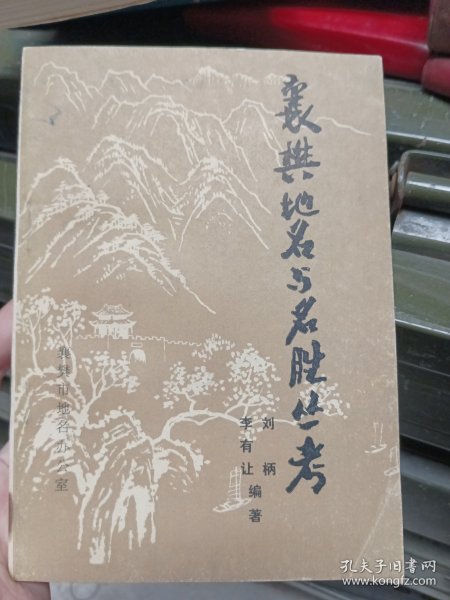 襄樊地名与名胜丛考
刘柄
李有让编著
襄樊市地名办公室
孔夫子旧书网
www.kongfz.com